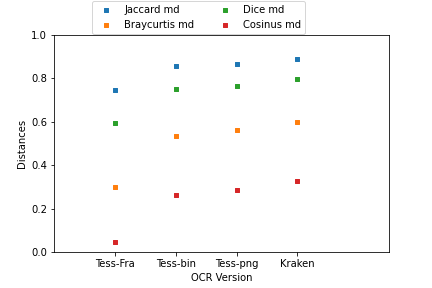 Jaccard md
Dice md
Braycurtis md
Cosinus md
1.0
0.8
0.6
0.4
0.2
0.0
Distances
Tess-Fra
Tess-bin
Tess-png
Kraken
OCR Version